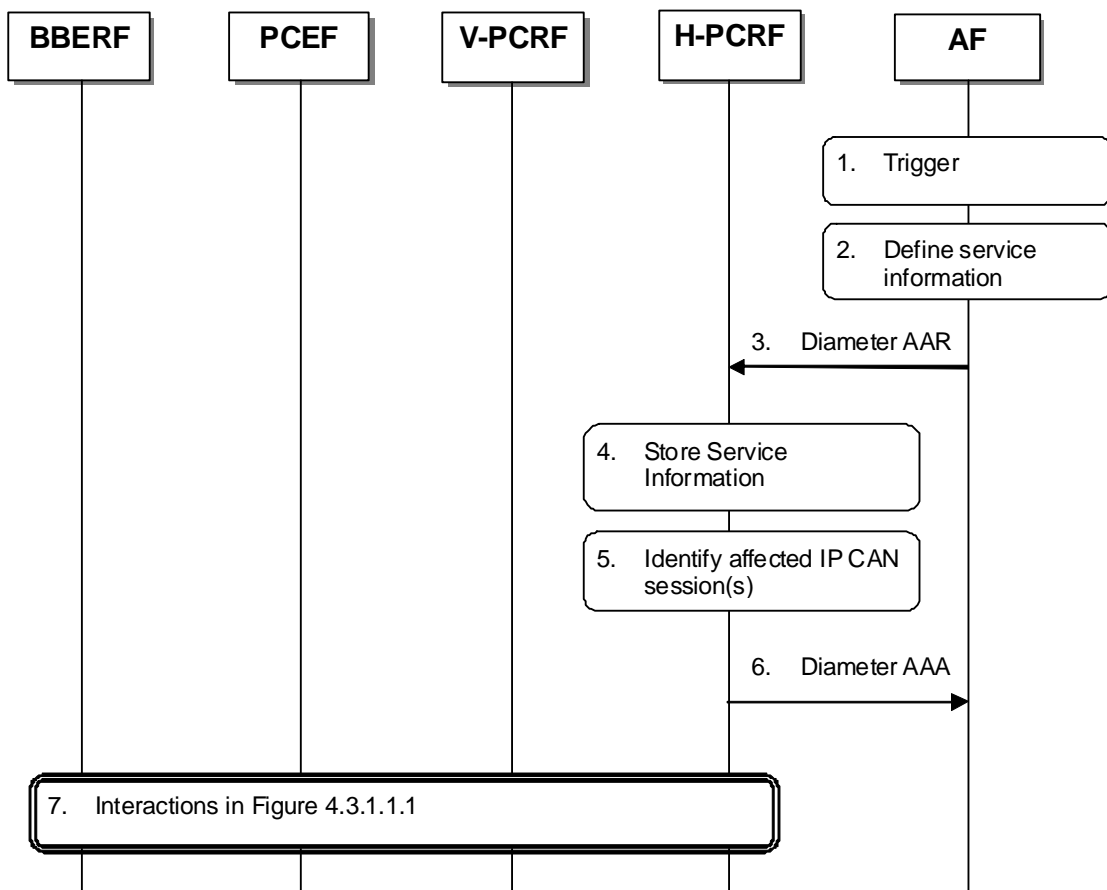 BBERF PCEF V-PCRF H-PCRF AF
1. Trigger
2. Define service
information
3. Diameter AAR
4. Store Service
Information
5. Identify affected IP CAN
session(s)
6. Diameter AAA
7. Interactions in Figure 4.3.1.1.1